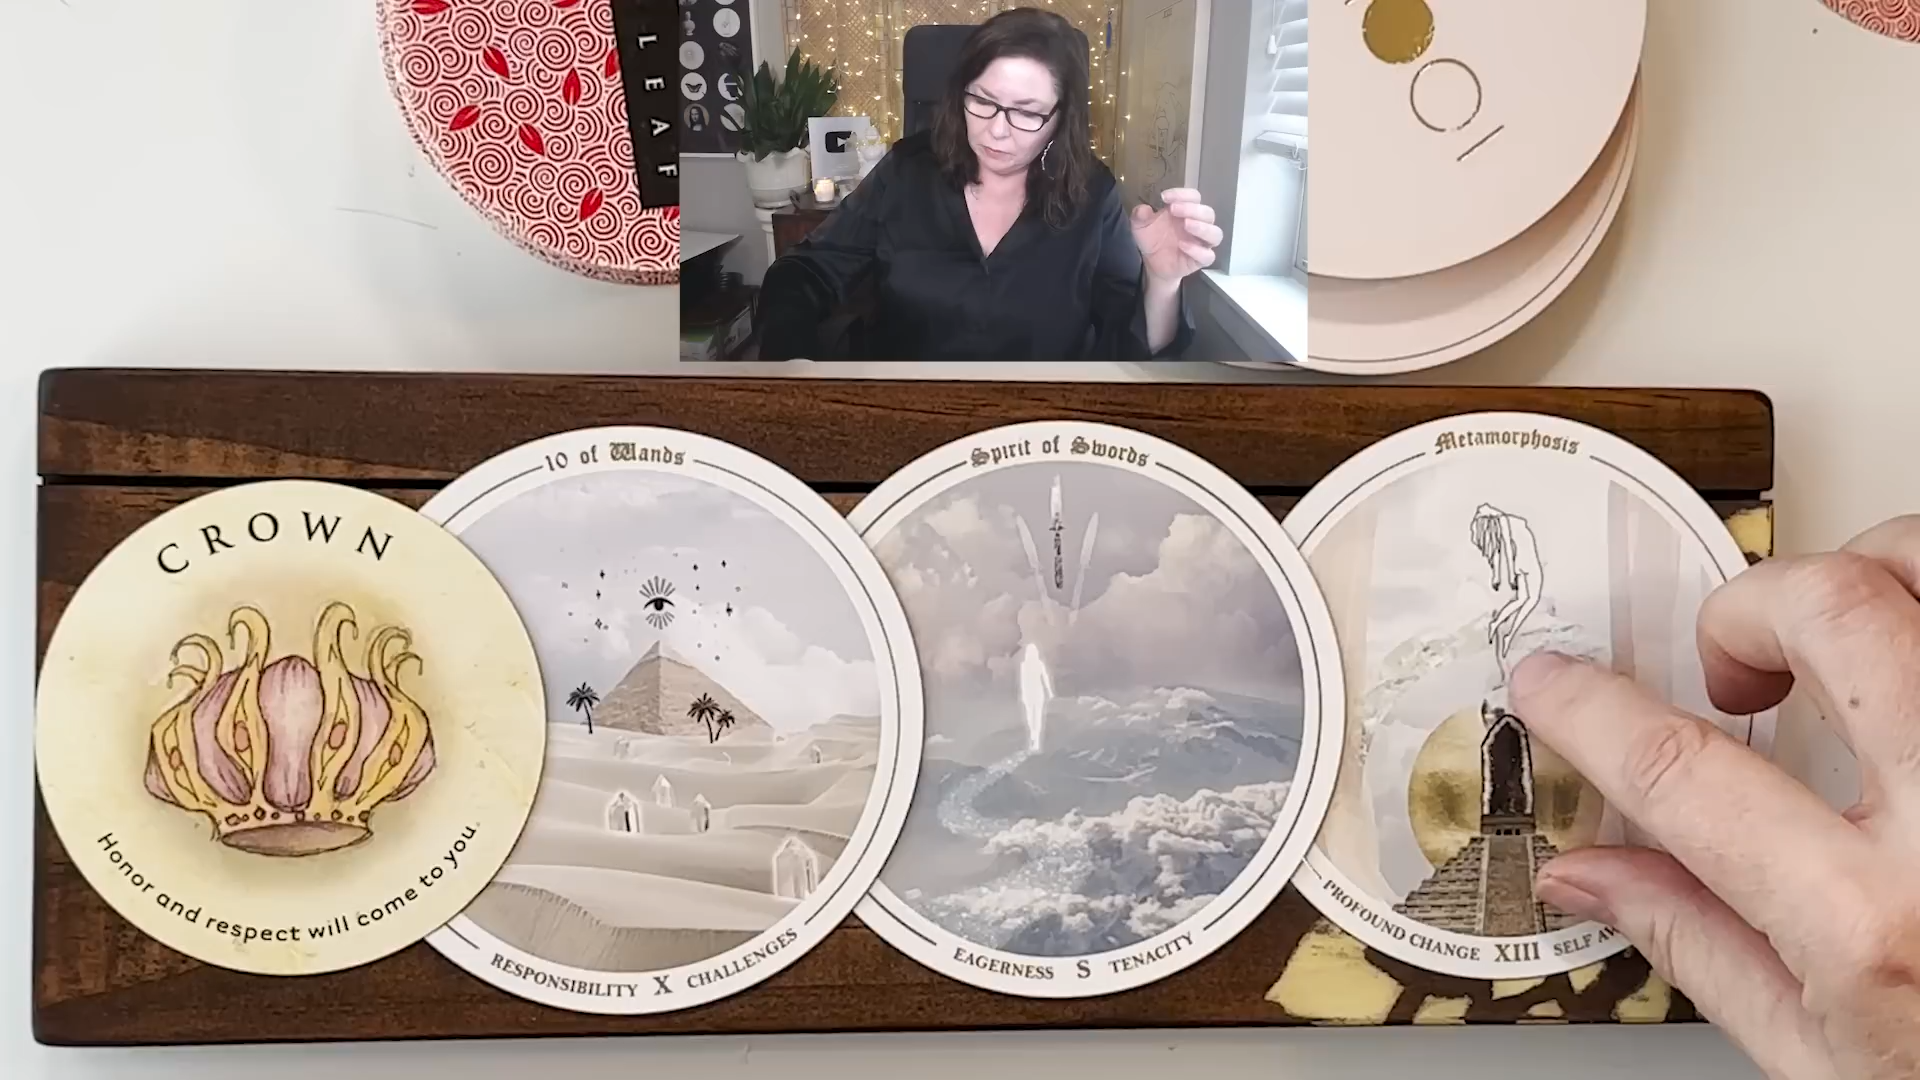 LEAF
CROWN
Honor and respect will come to you.
10 of Wands
RESPONSIBILITY X CHALLENGES
Spirit of Swords
EAGERNESS S TENACITY
Metamorphosis
PROFOUND CHANGE XIII SELF